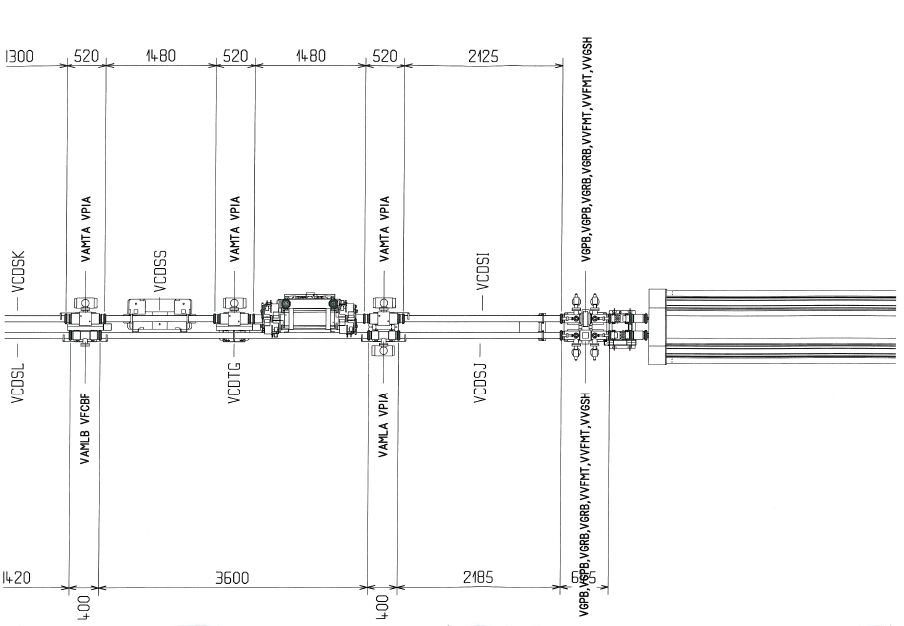 1300 520 1480 520 1480 520 2125
VGPB,VGPB,VGRB,VGRB,VVFMT,VVFMT,VVGSH
VAMTA VPIA
VAMTA VPIA
VAMTA VPIA
VCDSK
VCDSS
VCDSI
VCDSL
VCDTG
VCDSJ
VAMLB VFCBF
VAMLA VPIA
VGPB,VGPB,VGRB,VGRB,VVFMT,VVFMT,VVGSH
1420 3600 2185
400 400